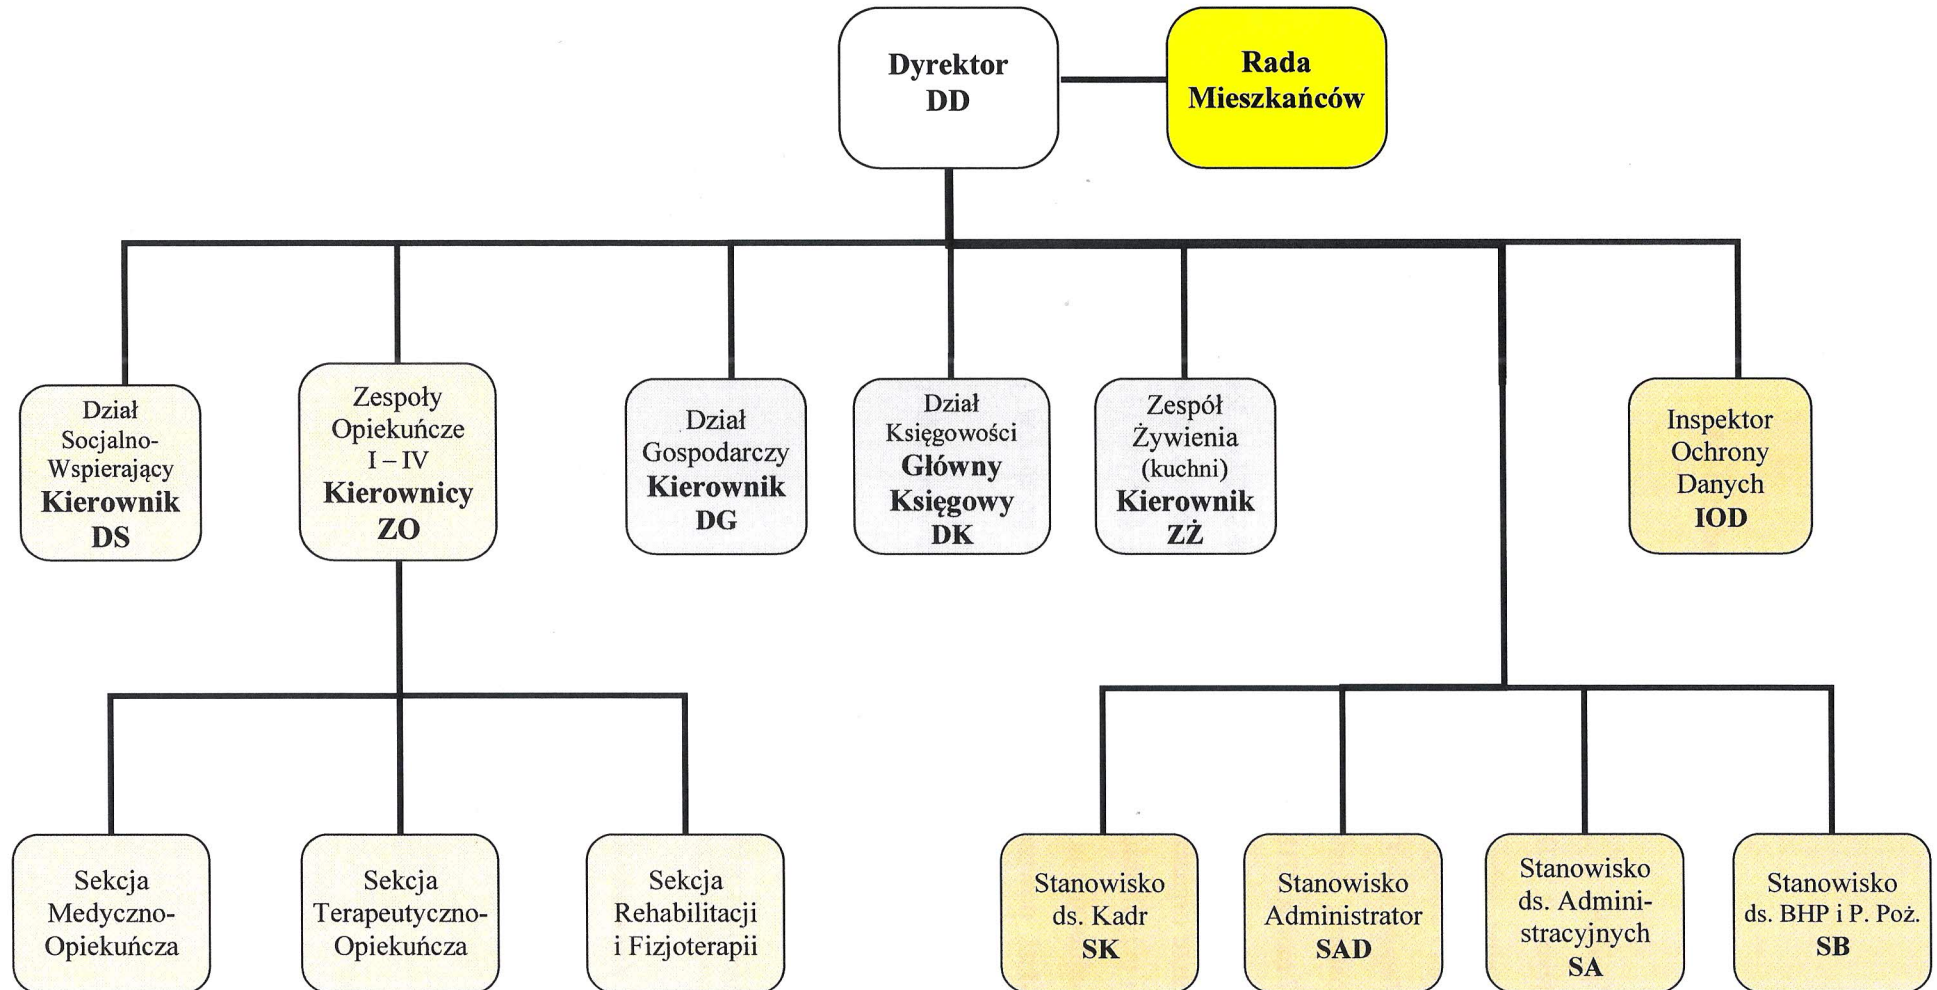 Dyrektor
DD
Rada
Mieszkańców
Dział
Socjalno-
Wspierający
Kierownik
DS
Zespoły
Opiekuńcze
I – IV
Kierownicy
ZO
Dział
Gospodarczy
Kierownik
DG
Dział
Księgowości
Główny
Księgowy
DK
Zespół
Żywienia
(kuchni)
Kierownik
ZŻ
Inspektor
Ochrony
Danych
IOD
Sekcja
Medyczno-
Opiekuńcza
Sekcja
Terapeutyczno-
Opiekuńcza
Sekcja
Rehabilitacji
i Fizjoterapii
Stanowisko
ds. Kadr
SK
Stanowisko
Administrator
SAD
Stanowisko
ds. Admini-
stracyjnych
SA
Stanowisko
ds. BHP i P. Poż.
SB